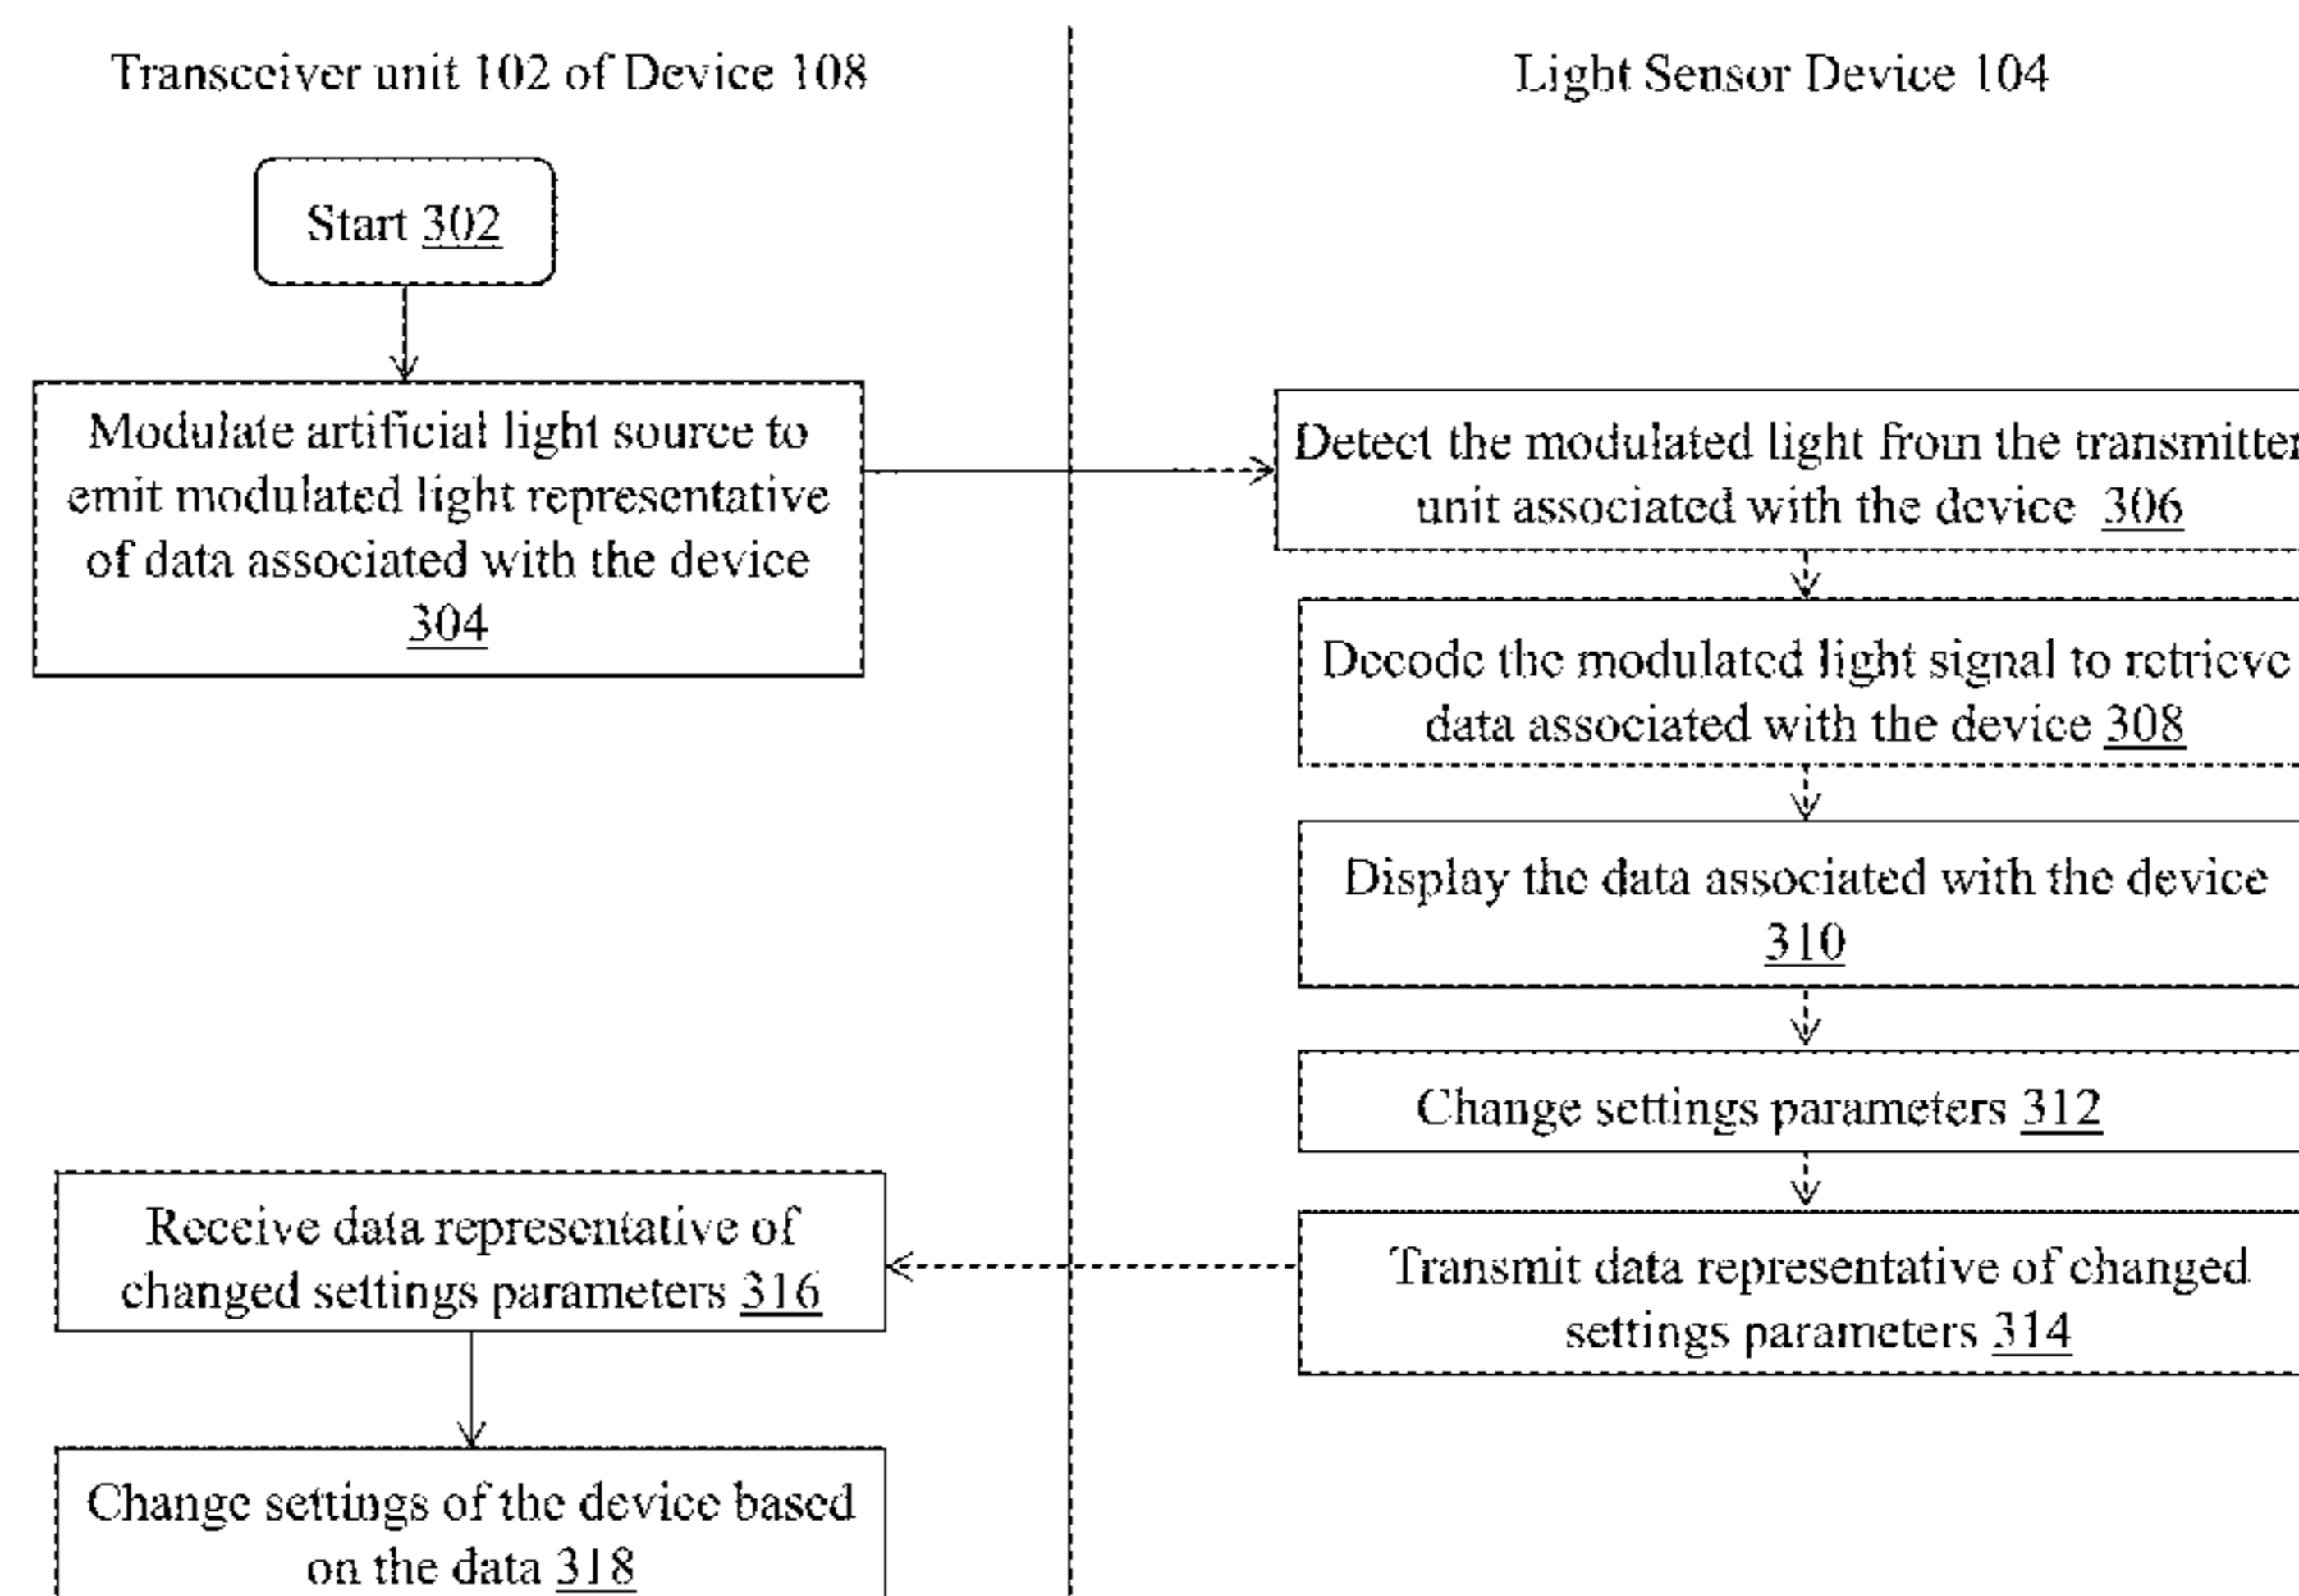 Transceiver unit 102 of Device 108
Light Sensor Device 104
Start 302
Modulate artificial light source to
emit modulated light representative
of data associated with the device
304
Detect the modulated light from the transmitter
unit associated with the device 306
Decode the modulated light signal to retrieve
data associated with the device 308
Display the data associated with the device
310
Change settings parameters 312
Transmit data representative of changed
settings parameters 314
Receive data representative of
changed settings parameters 316
Change settings of the device based
on the data 318